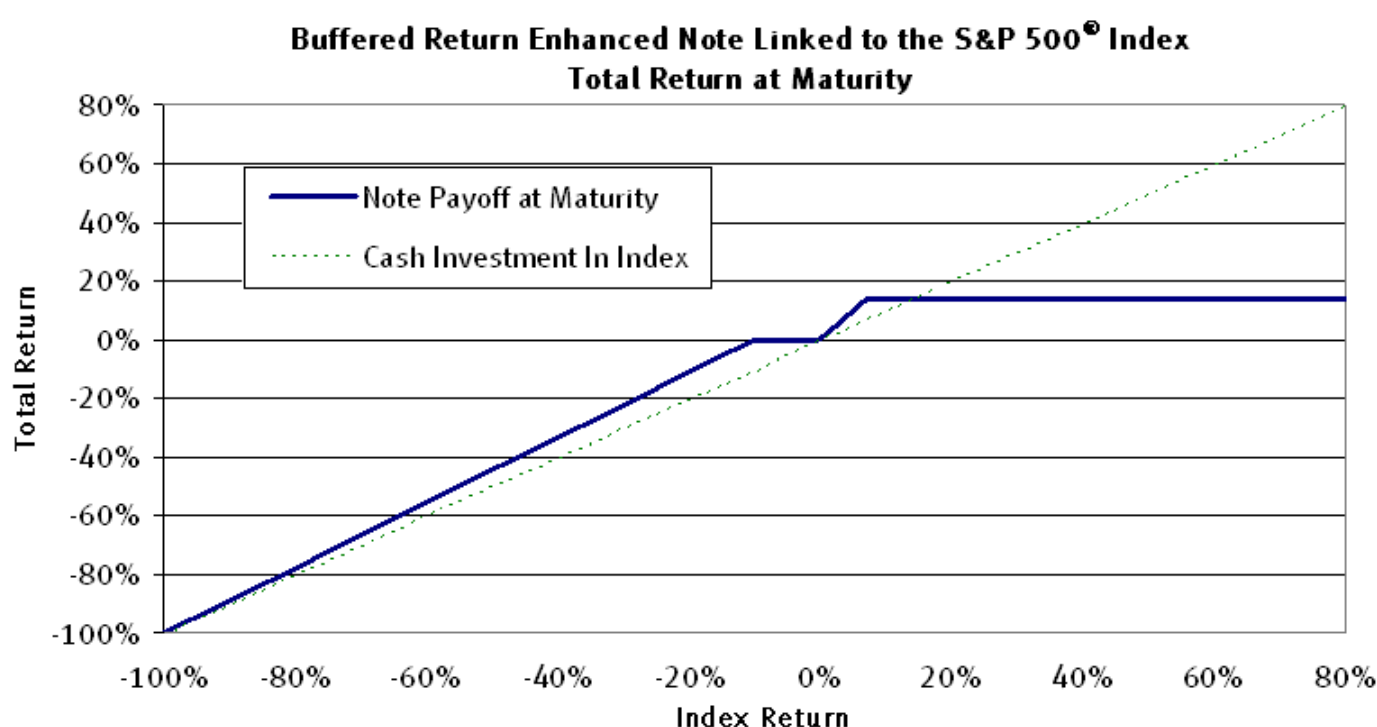 Buffered Return Enhanced Note Linked to the S&P 500® Index
Total Return at Maturity
80%
60%
40%
20%
0%
-20%
-40%
-60%
-80%
-100%
Total Return
Note Payoff at Maturity
Cash Investment In Index
-100% -80% -60% -40% -20% 0% 20% 40% 60% 80%
Index Return